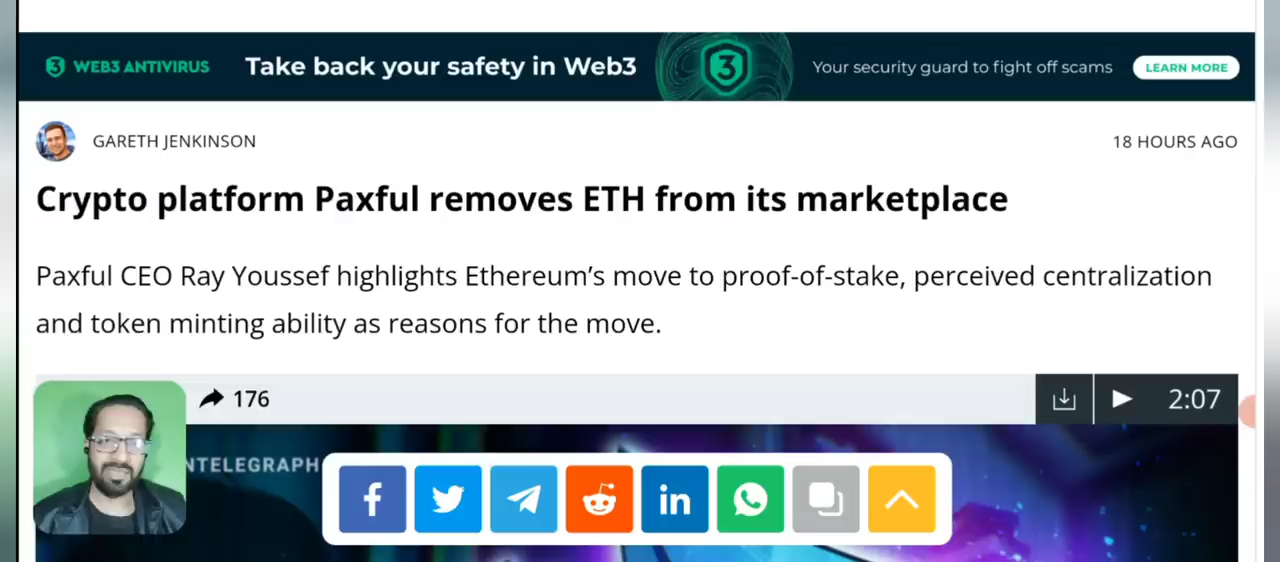 WEB3 ANTIVIRUS
Take back your safety in Web3
Your security guard to fight off scams
LEARN MORE
GARETH JENKINSON
18 HOURS AGO
Crypto platform Paxful removes ETH from its marketplace
Paxful CEO Ray Youssef highlights Ethereum’s move to proof-of-stake, perceived centralization
and token minting ability as reasons for the move.
176
2:07
NTELEGRAPH